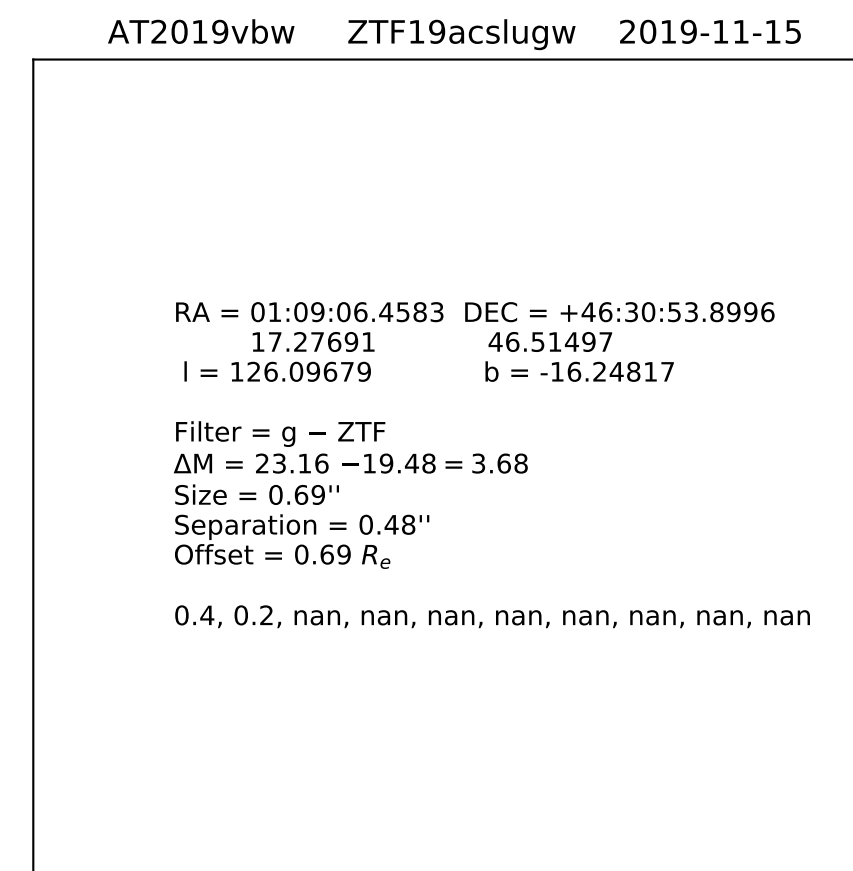 AT2019vbw ZTF19acslugw 2019-11-15
RA = 01:09:06.4583 DEC = +46:30:53.8996
17.27691 46.51497
l = 126.09679 b = -16.24817
Filter = g − ZTF
ΔM = 23.16 −19.48 = 3.68
Size = 0.69''
Separation = 0.48''
Offset = 0.69 Rₑ
0.4, 0.2, nan, nan, nan, nan, nan, nan, nan, nan